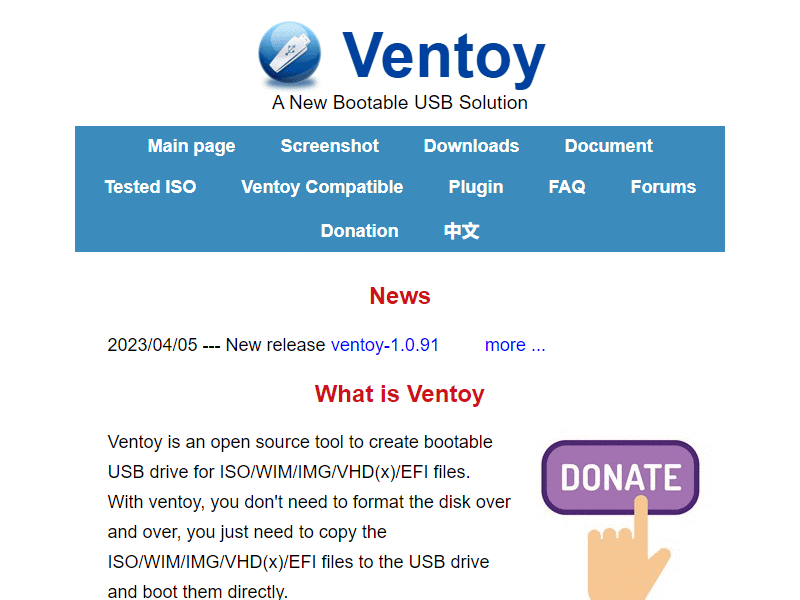 Ventoy
A New Bootable USB Solution
Main page Screenshot Downloads Document
Tested ISO Ventoy Compatible Plugin FAQ Forums
Donation 中文
News
2023/04/05 --- New release ventoy-1.0.91 more ...
What is Ventoy
Ventoy is an open source tool to create bootable
USB drive for ISO/WIM/IMG/VHD(x)/EFI files.
With ventoy, you don't need to format the disk over
and over, you just need to copy the
ISO/WIM/IMG/VHD(x)/EFI files to the USB drive
and boot them directly.
DONATE